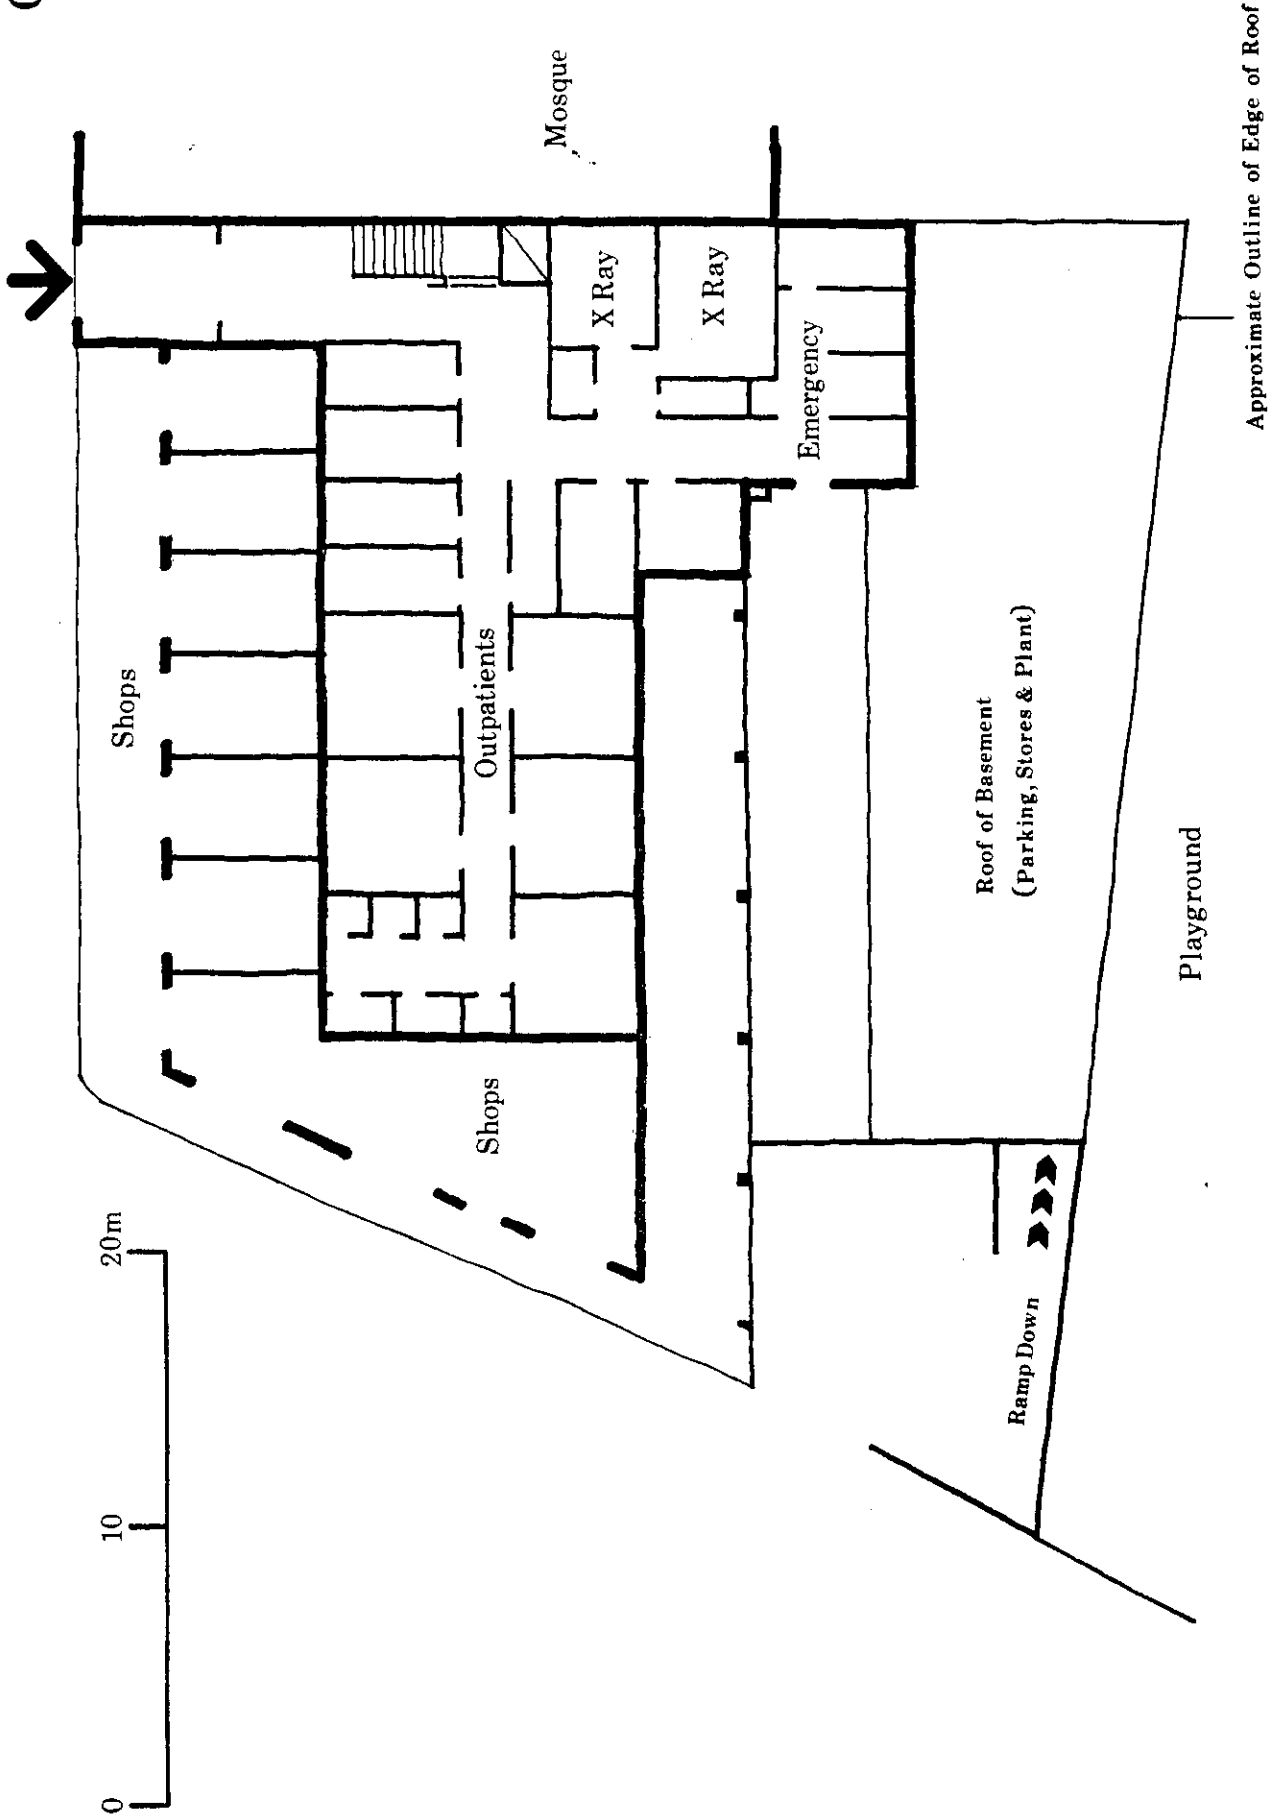 Mosque
X Ray
X Ray
Emergency
Shops
Outpatients
Shops
Roof of Basement
(Parking, Stores & Plant)
Playground
Ramp Down
Approximate Outline of Edge of Roof
0
10
20m